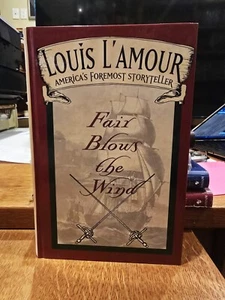 Louis L'Amour
America's Foremost Storyteller
Fair
Blows
the
Wind